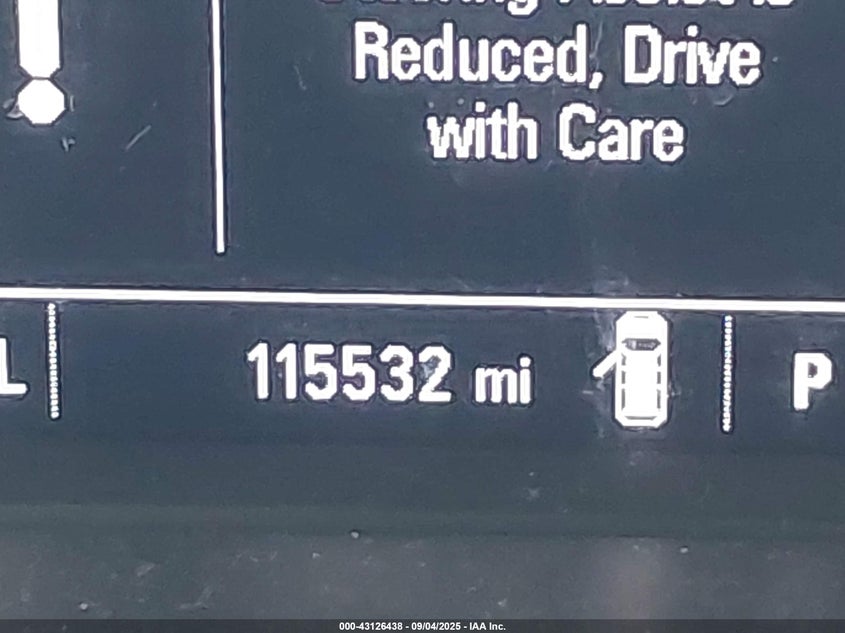 Reduced, Drive
with Care
L
115532 mi
P
000-43126438 - 09/04/2025 - IAA Inc.